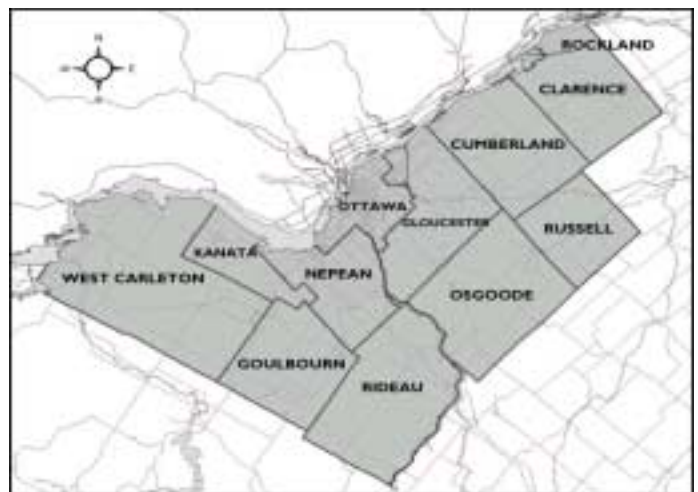 N
E
ROCKLAND
CLARENCE
CUMBERLAND
OTTAWA
GLOUCESTER
RUSSELL
KANATA
WEST CARLETON
NEPEAN
OSGOODE
GOULBOURN
RIDEAU